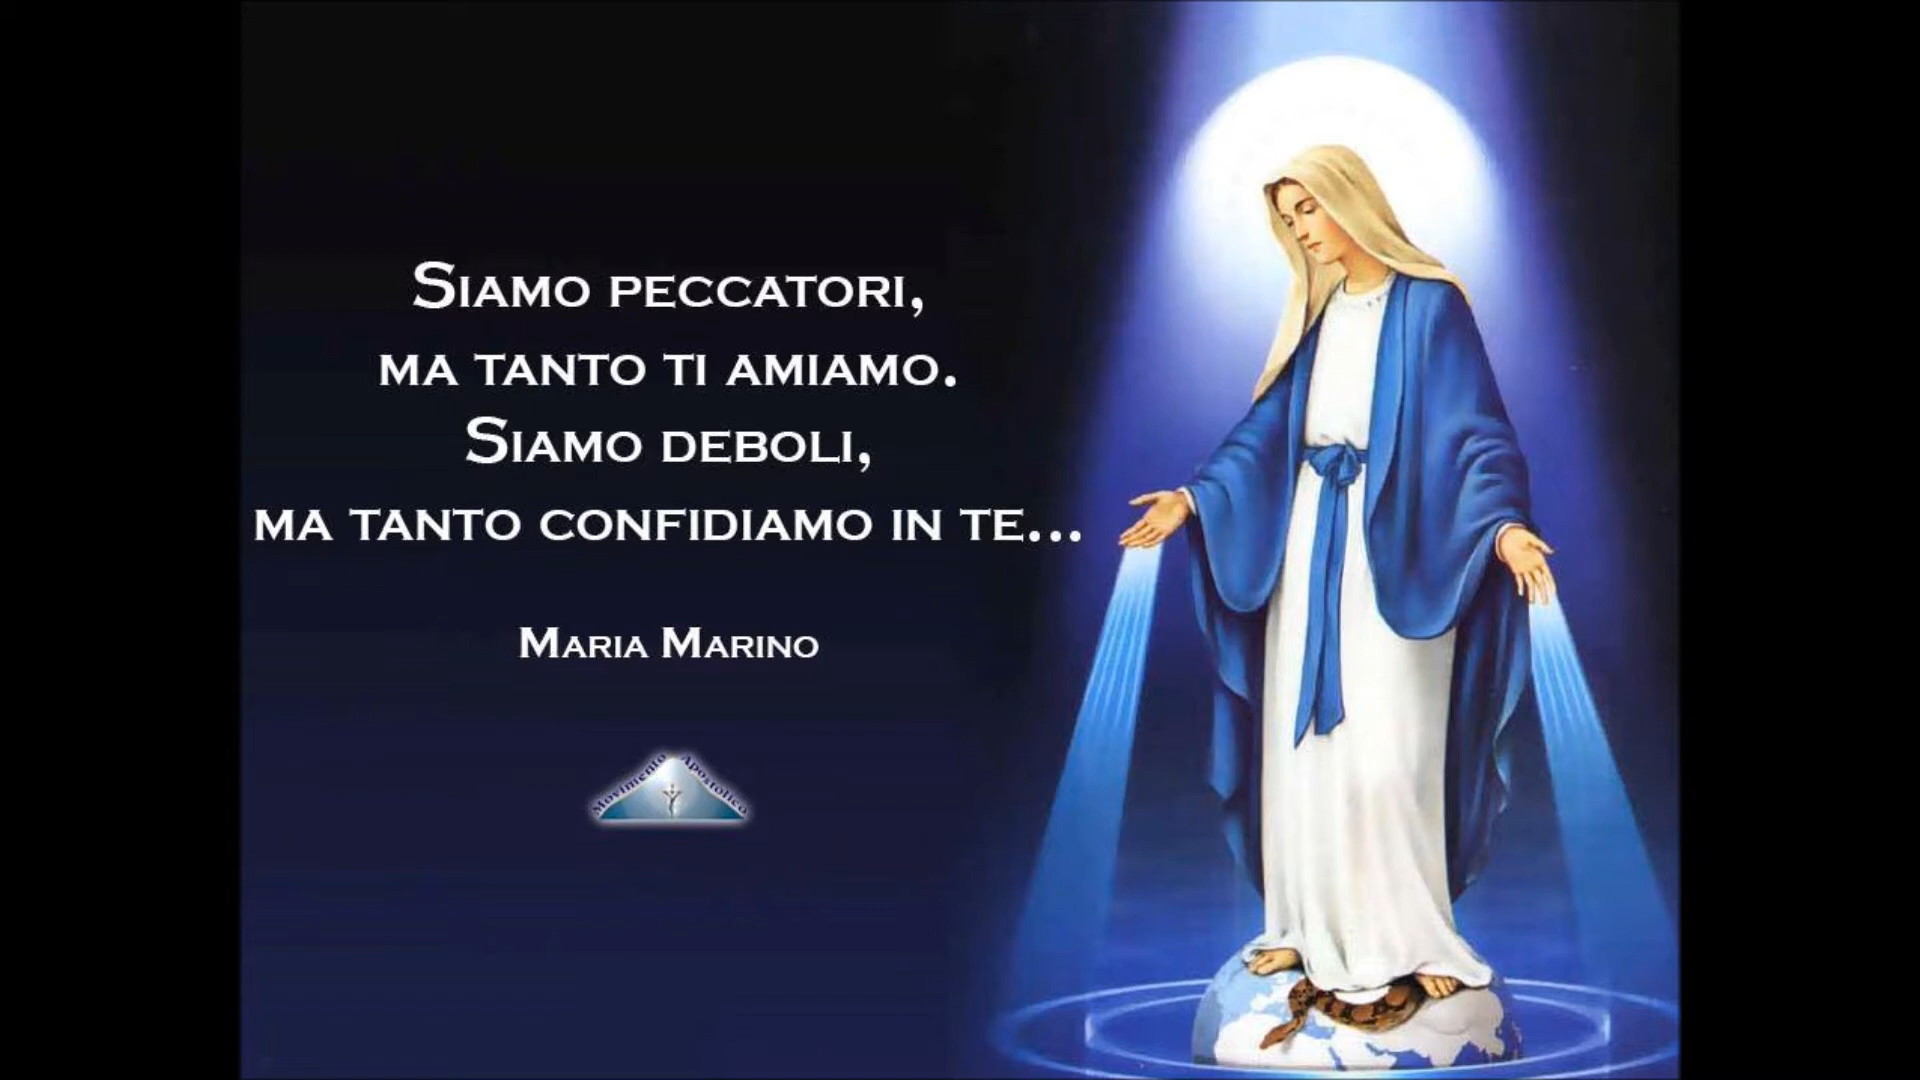 Siamo peccatori,
ma tanto ti amiamo.
Siamo deboli,
ma tanto confidiamo in te...
Maria Marino
Movimento Apostolico